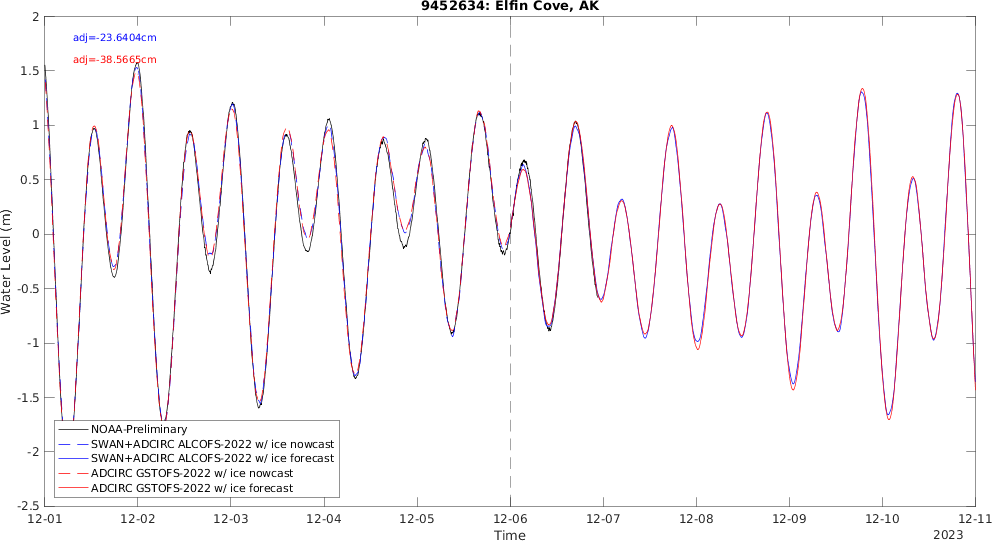 9452634: Elfin Cove, AK
adj=-23.6404cm
adj=-38.5665cm
Water Level (m)
2
1.5
1
0.5
0
-0.5
-1
-1.5
-2
-2.5
NOAA-Preliminary
SWAN+ADCIRC ALCOFS-2022 w/ ice nowcast
SWAN+ADCIRC ALCOFS-2022 w/ ice forecast
ADCIRC GSTOFS-2022 w/ ice nowcast
ADCIRC GSTOFS-2022 w/ ice forecast
12-01 12-02 12-03 12-04 12-05 12-06 12-07 12-08 12-09 12-10 12-11
Time
2023